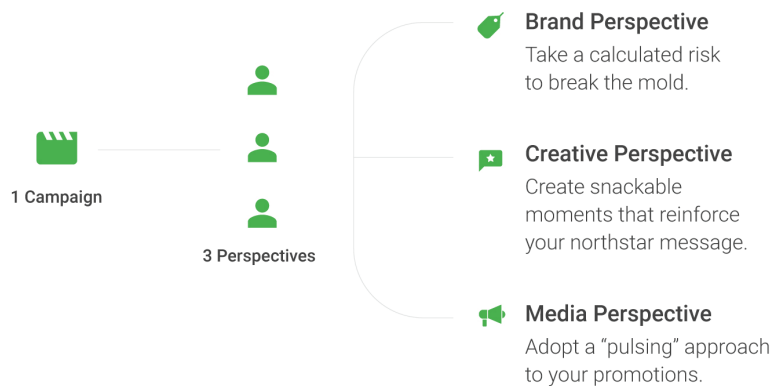 1 Campaign
3 Perspectives
Brand Perspective
Take a calculated risk
to break the mold.
Creative Perspective
Create snackable
moments that reinforce
your northstar message.
Media Perspective
Adopt a “pulsing” approach
to your promotions.